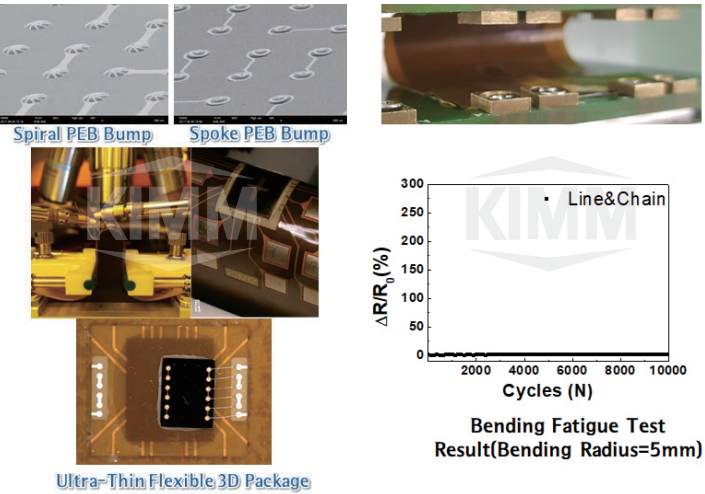 Spiral PEB Bump
Spoke PEB Bump
KIMM
KIMM
Line&Chain
300
250
200
150
100
50
0
ΔR/R0(%)
2000 4000 6000 8000 10000
Cycles (N)
Bending Fatigue Test
Result(Bending Radius=5mm)
Ultra-Thin Flexible 3D Package